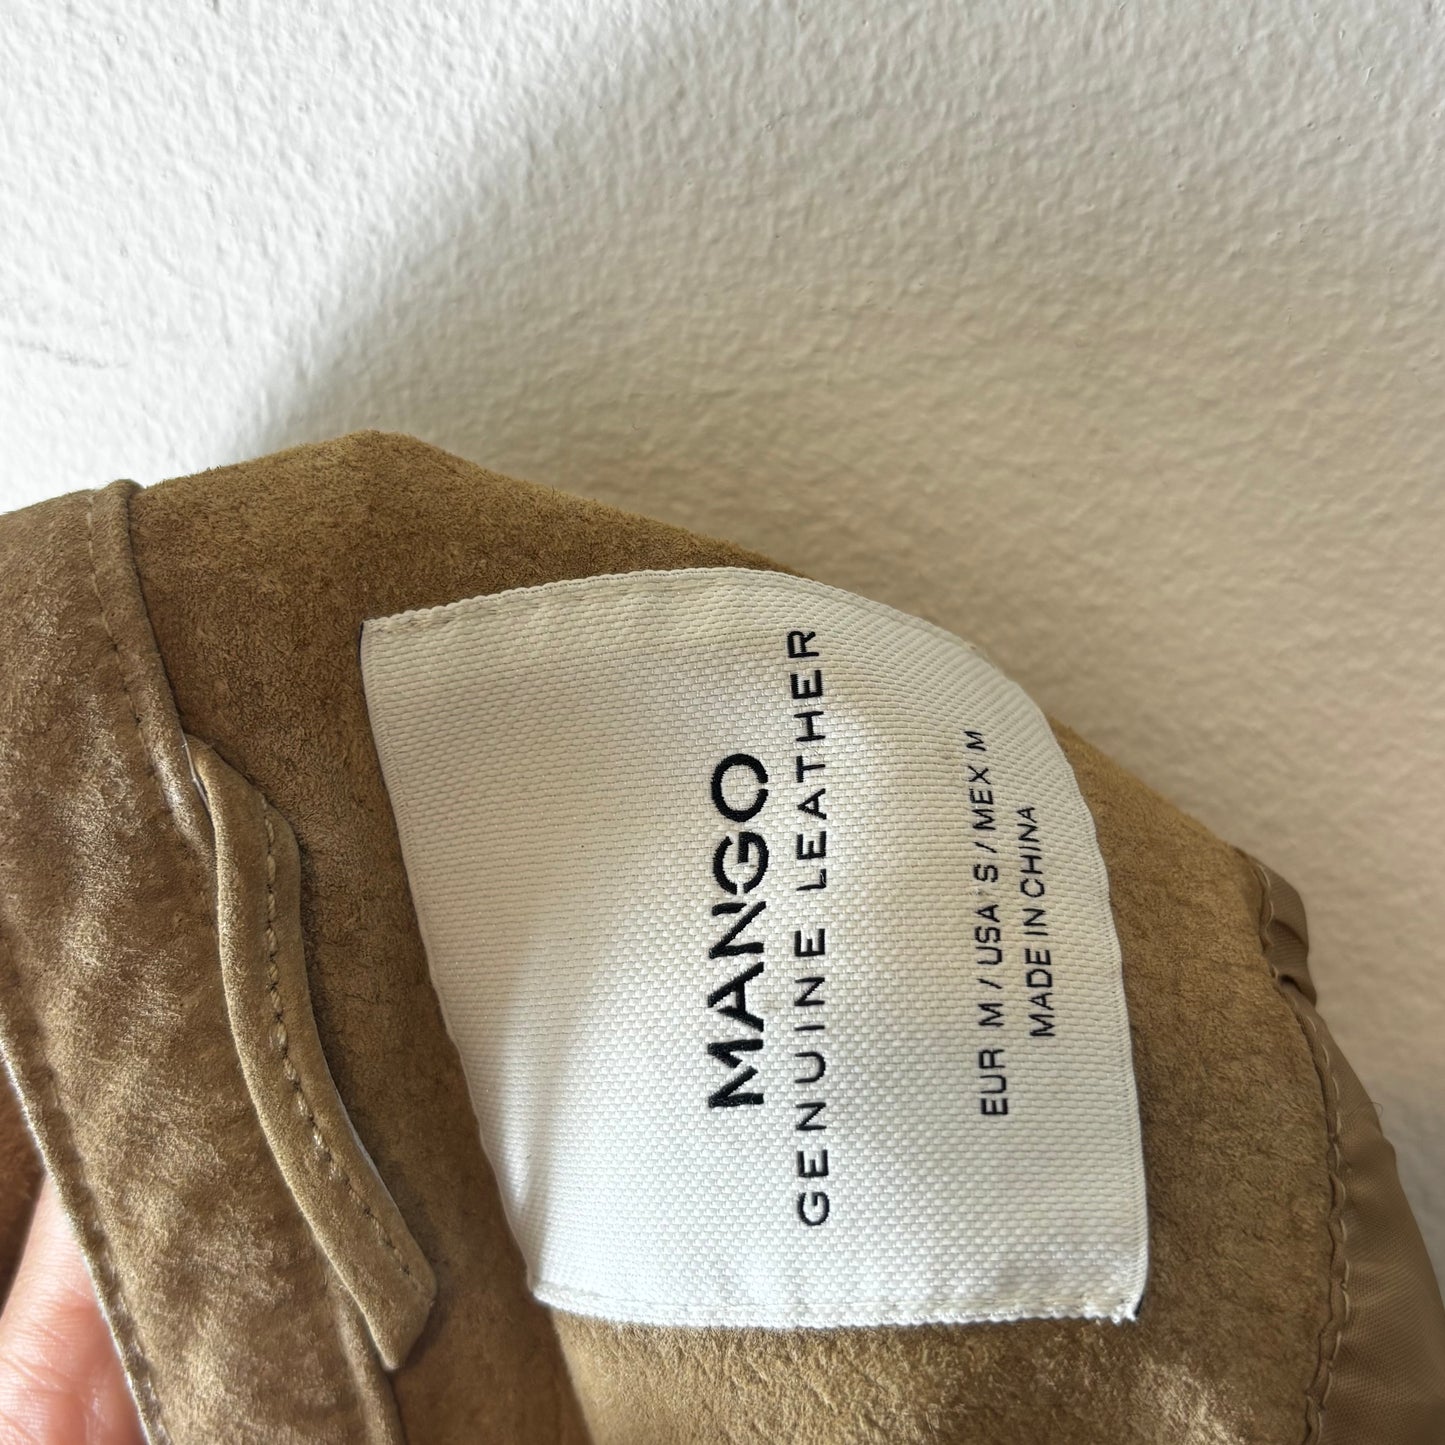 MANGO
GENUINE LEATHER
EUR M / USA S / MEX M
MADE IN CHINA